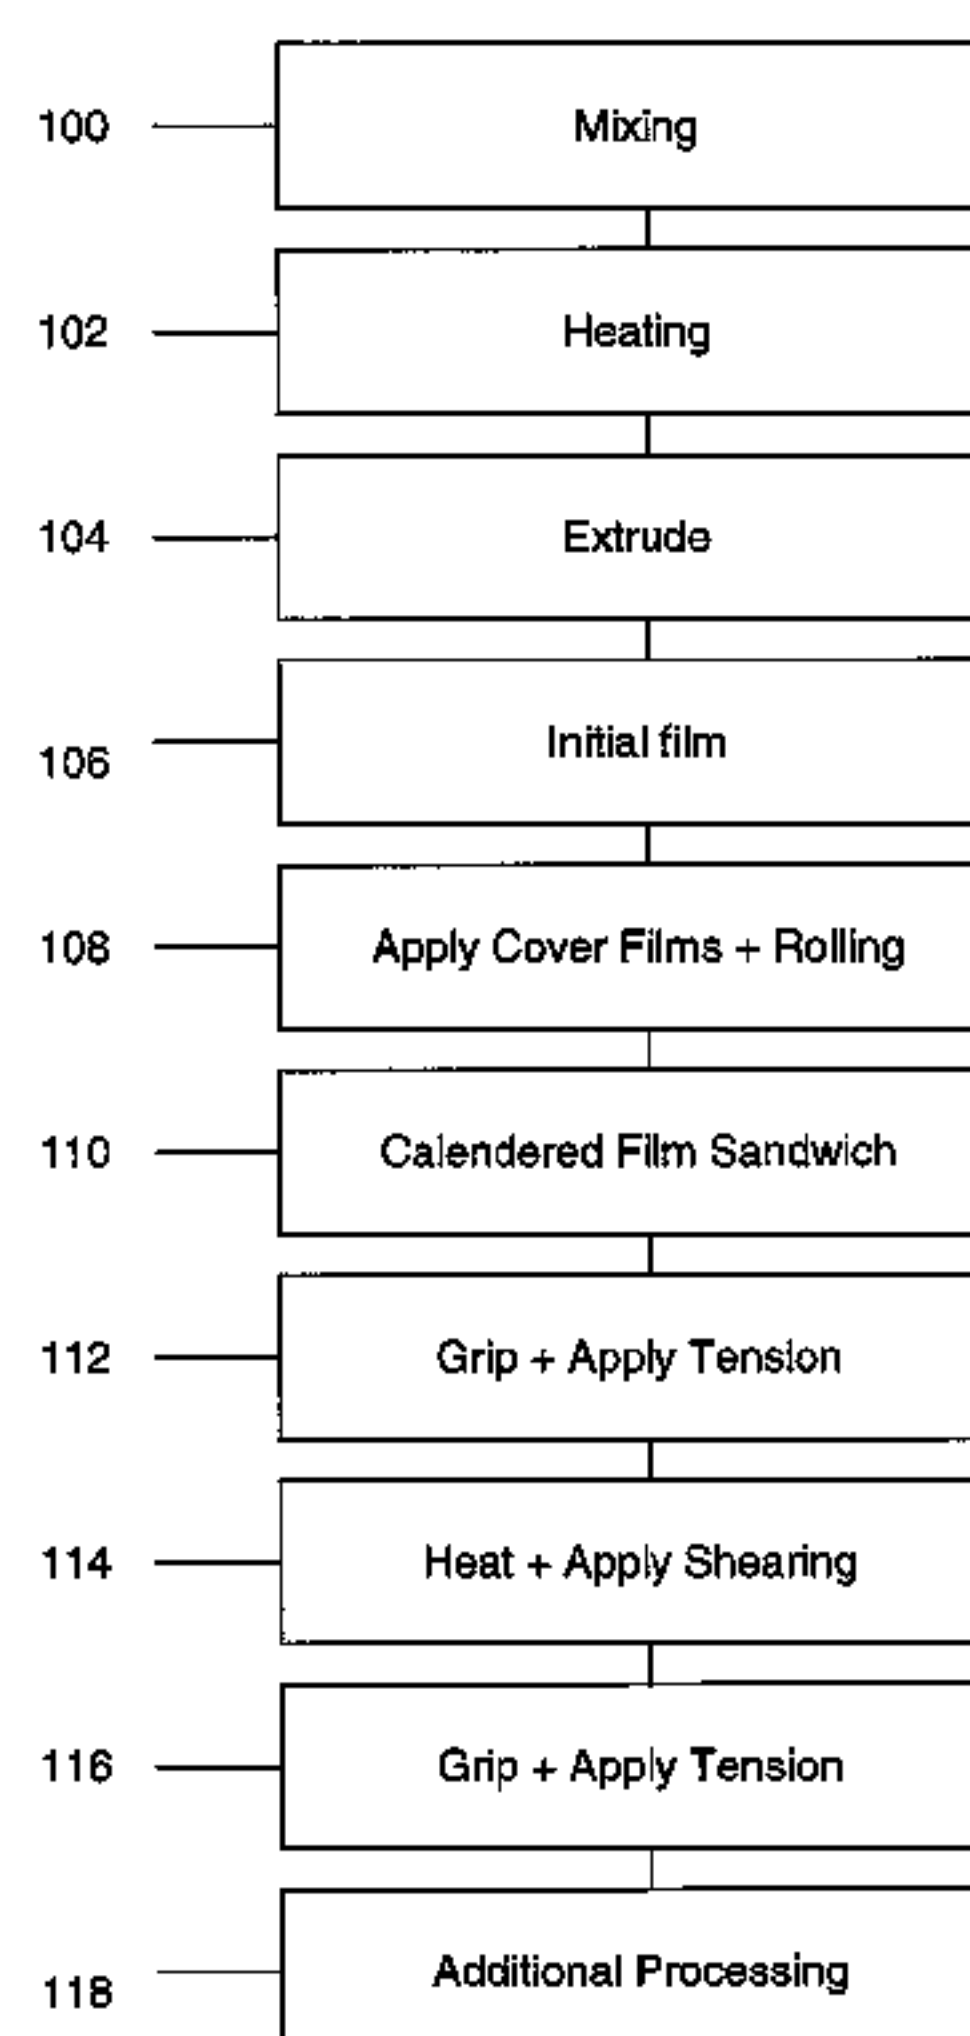 100 Mixing
102 Heating
104 Extrude
106 Initial film
108 Apply Cover Films + Rolling
110 Calendered Film Sandwich
112 Grip + Apply Tension
114 Heat + Apply Shearing
116 Grip + Apply Tension
118 Additional Processing